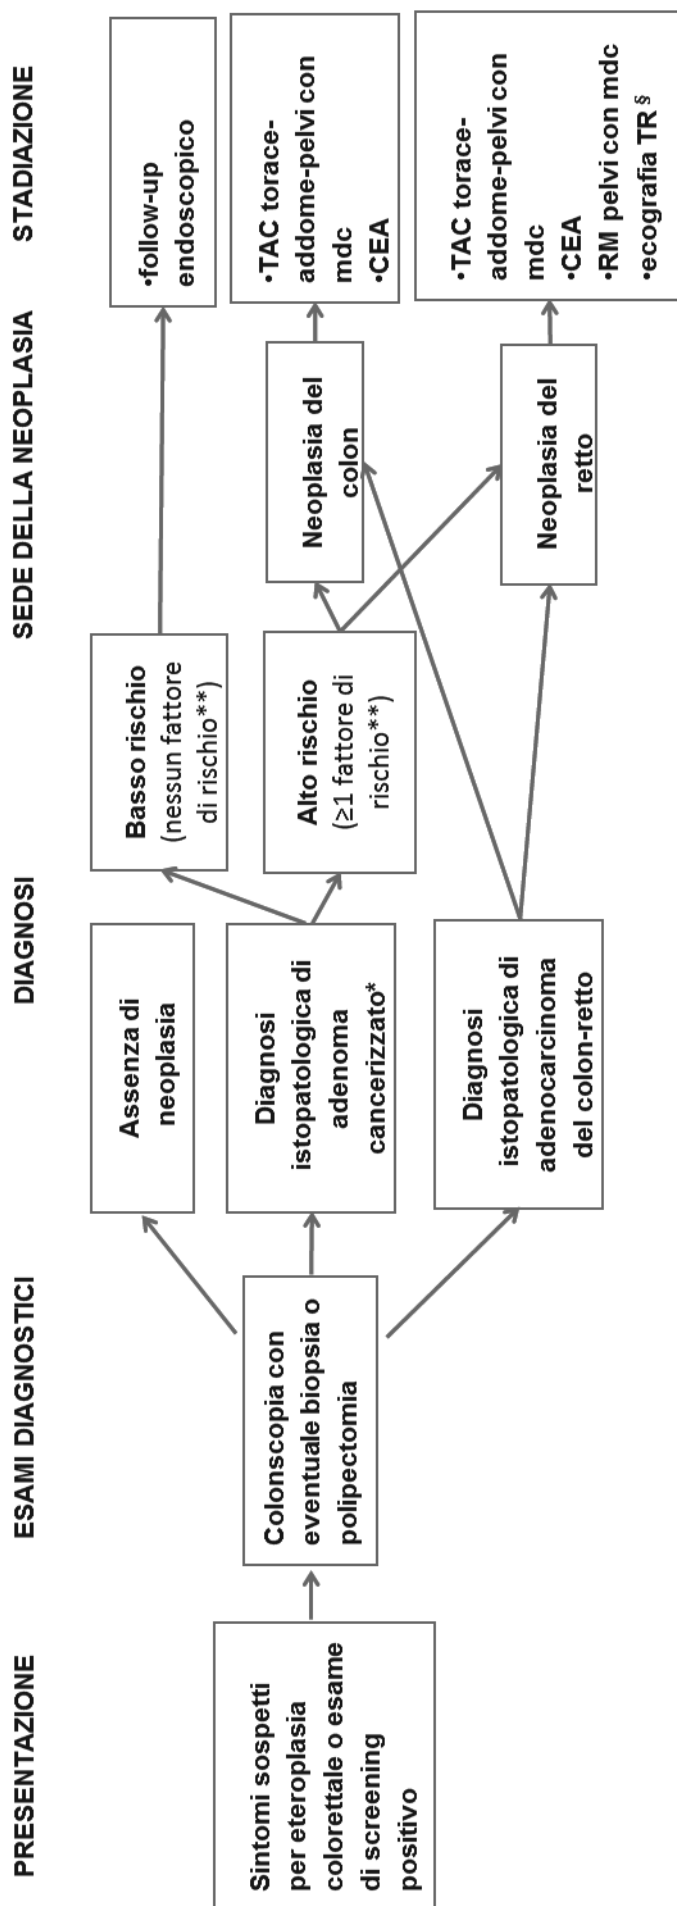 PRESENTAZIONE
ESAMI DIAGNOSTICI
DIAGNOSI
SEDE DELLA NEOPLASIA
STADIAZIONE
Sintomi sospetti
per eteroplasia
colorettale o esame
di screening
positivo
Colonscopia con
eventuale biopsia o
polipectomia
Assenza di
neoplasia
Diagnosi
istopatologica di
adenoma
cancerizzato*
Diagnosi
istopatologica di
adenocarcinoma
del colon-retto
Basso rischio
(nessun fattore
di rischio**)
Alto rischio
(≥1 fattore di
rischio**)
Neoplasia del
colon
Neoplasia del
retto
•follow-up
endoscopico
•TAC torace-
addome-pelvi con
mdc
•CEA
•TAC torace-
addome-pelvi con
mdc
•CEA
•RM pelvi con mdc
•ecografia TR§